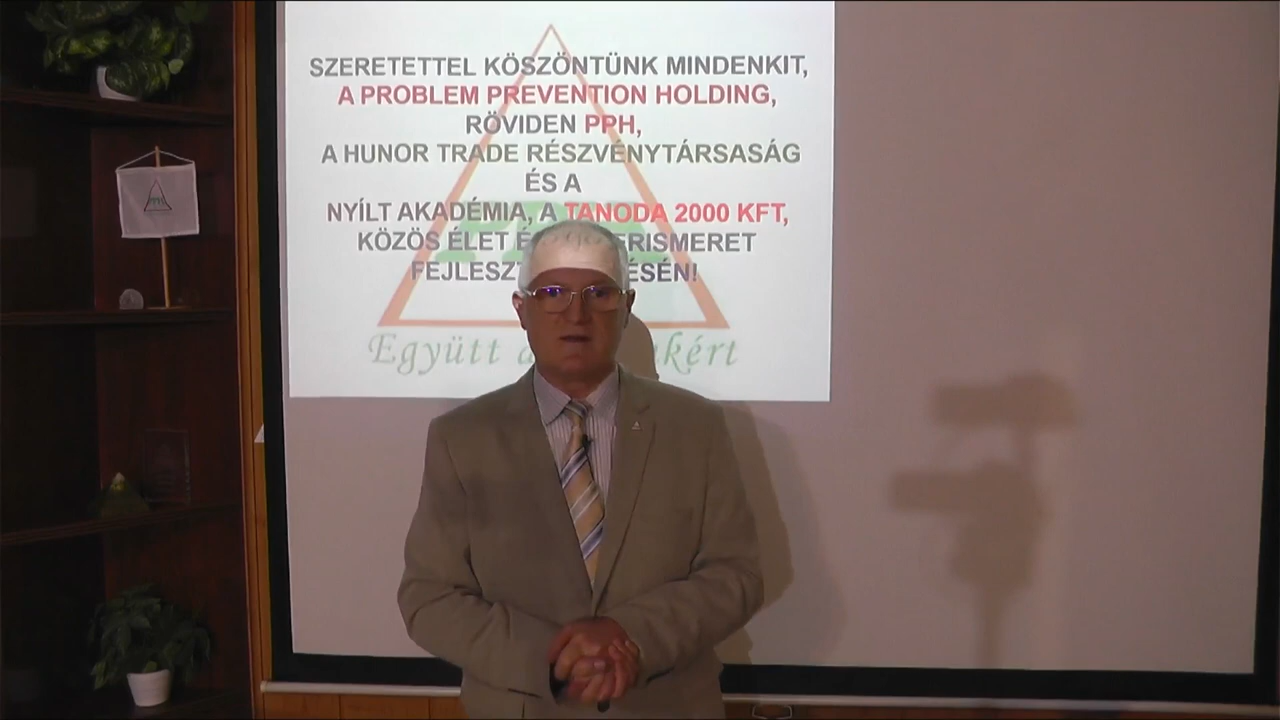 SZERETETTEL KÖSZÖNTÜNK MINDENKIT,
A PROBLEM PREVENTION HOLDING,
RÖVIDEN PPH,
A HUNOR TRADE RÉSZVÉNYTÁRSASÁG
ÉS A
NYÍLT AKADÉMIA, A TANODA 2000 KFT,
KÖZÖS ÉLET
Együtt